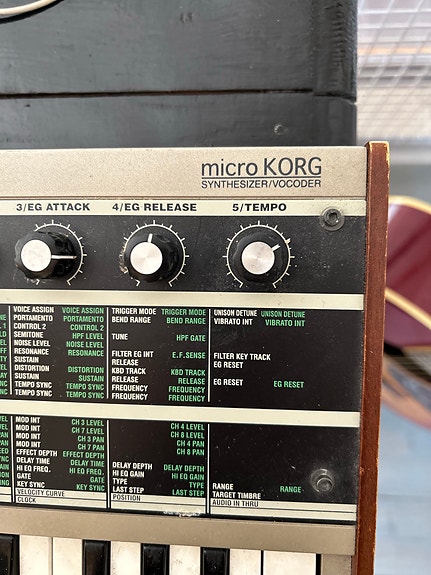 micro KORG
SYNTHESIZER/VOCODER
3/EG ATTACK 4/EG RELEASE 5/TEMPO
VOICE ASSIGN VOICE ASSIGN TRIGGER MODE TRIGGER MODE UNISON DETUNE UNISON DETUNE
PORTAMENTO PORTAMENTO BEND RANGE BEND RANGE VIBRATO INT VIBRATO INT
CONTROL 2 CONTROL 2
SEMITONE HPF LEVEL TUNE HPF GATE
NOISE LEVEL NOISE LEVEL
RESONANCE RESONANCE FILTER EG INT E.F.SENSE FILTER KEY TRACK
SUSTAIN RELEASE EG RESET
DISTORTION DISTORTION KBD TRACK KBD TRACK
SUSTAIN SUSTAIN RELEASE RELEASE EG RESET EG RESET
TEMPO SYNC TEMPO SYNC FREQUENCY FREQUENCY
TEMPO SYNC TEMPO SYNC FREQUENCY FREQUENCY
MOD INT CH 3 LEVEL CH 4 LEVEL
MOD INT CH 7 LEVEL CH 8 LEVEL
MOD INT CH 3 PAN CH 4 PAN
MOD INT CH 7 PAN CH 8 PAN
EFFECT DEPTH EFFECT DEPTH
DELAY TIME DELAY TIME DELAY DEPTH DELAY DEPTH
HI EQ FREQ. HI EQ FREQ. HI EQ GAIN HI EQ GAIN
GATE GATE TYPE TYPE RANGE RANGE
KEY SYNC KEY SYNC LAST STEP LAST STEP TARGET TIMBRE
VELOCITY CURVE POSITION AUDIO IN THRU
CLOCK